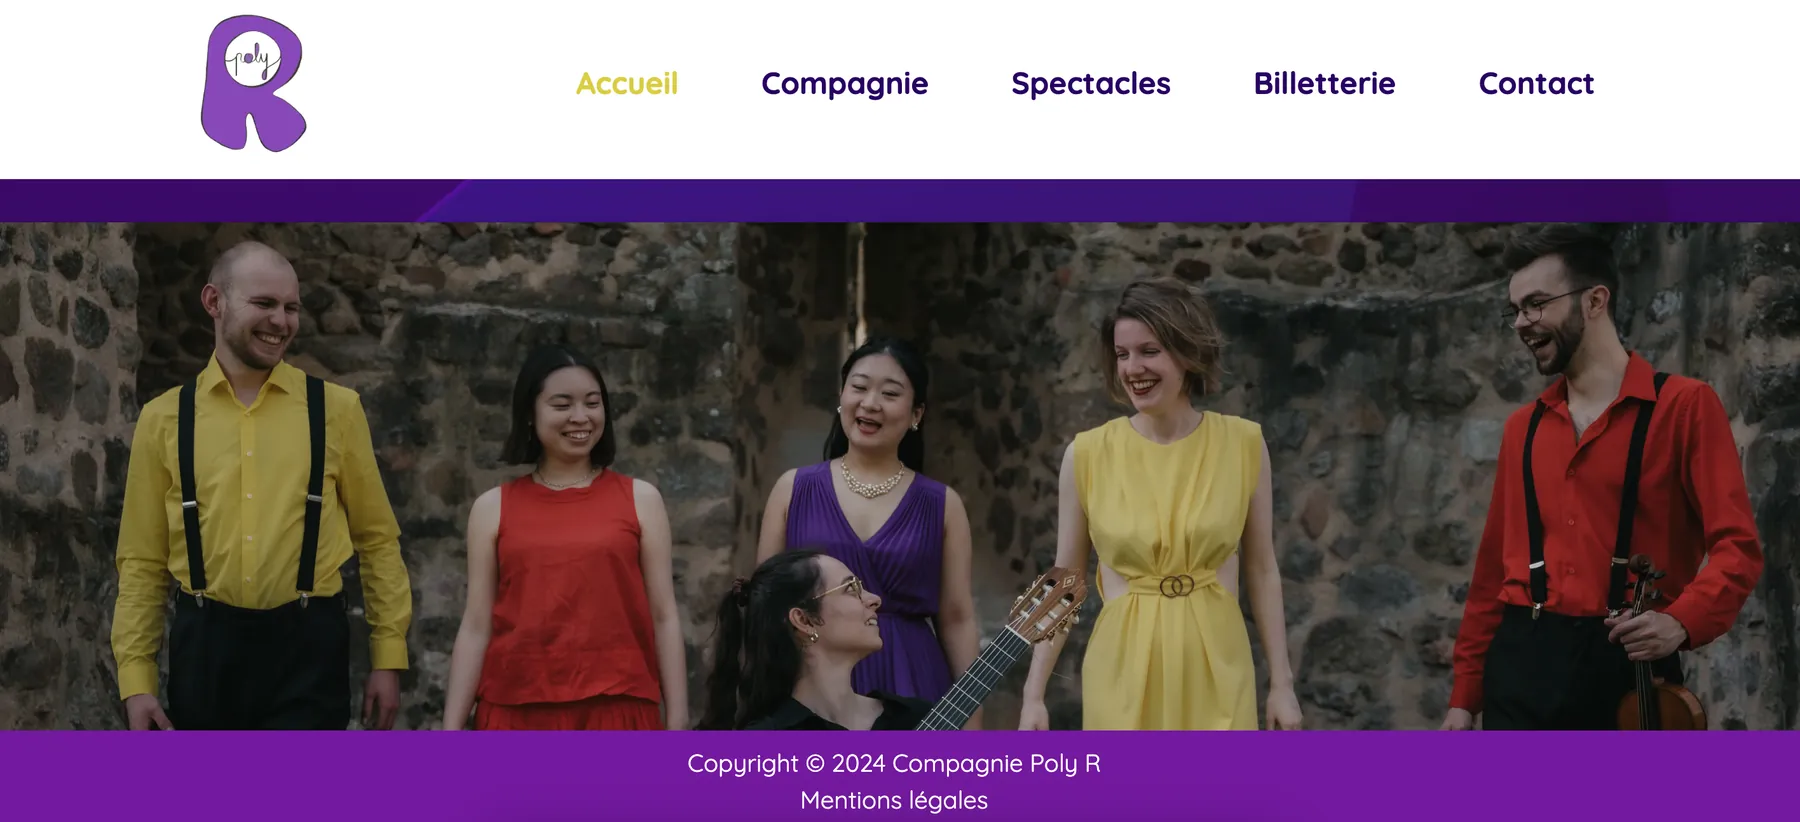 poly
R
Accueil
Compagnie
Spectacles
Billetterie
Contact
Copyright © 2024 Compagnie Poly R
Mentions légales